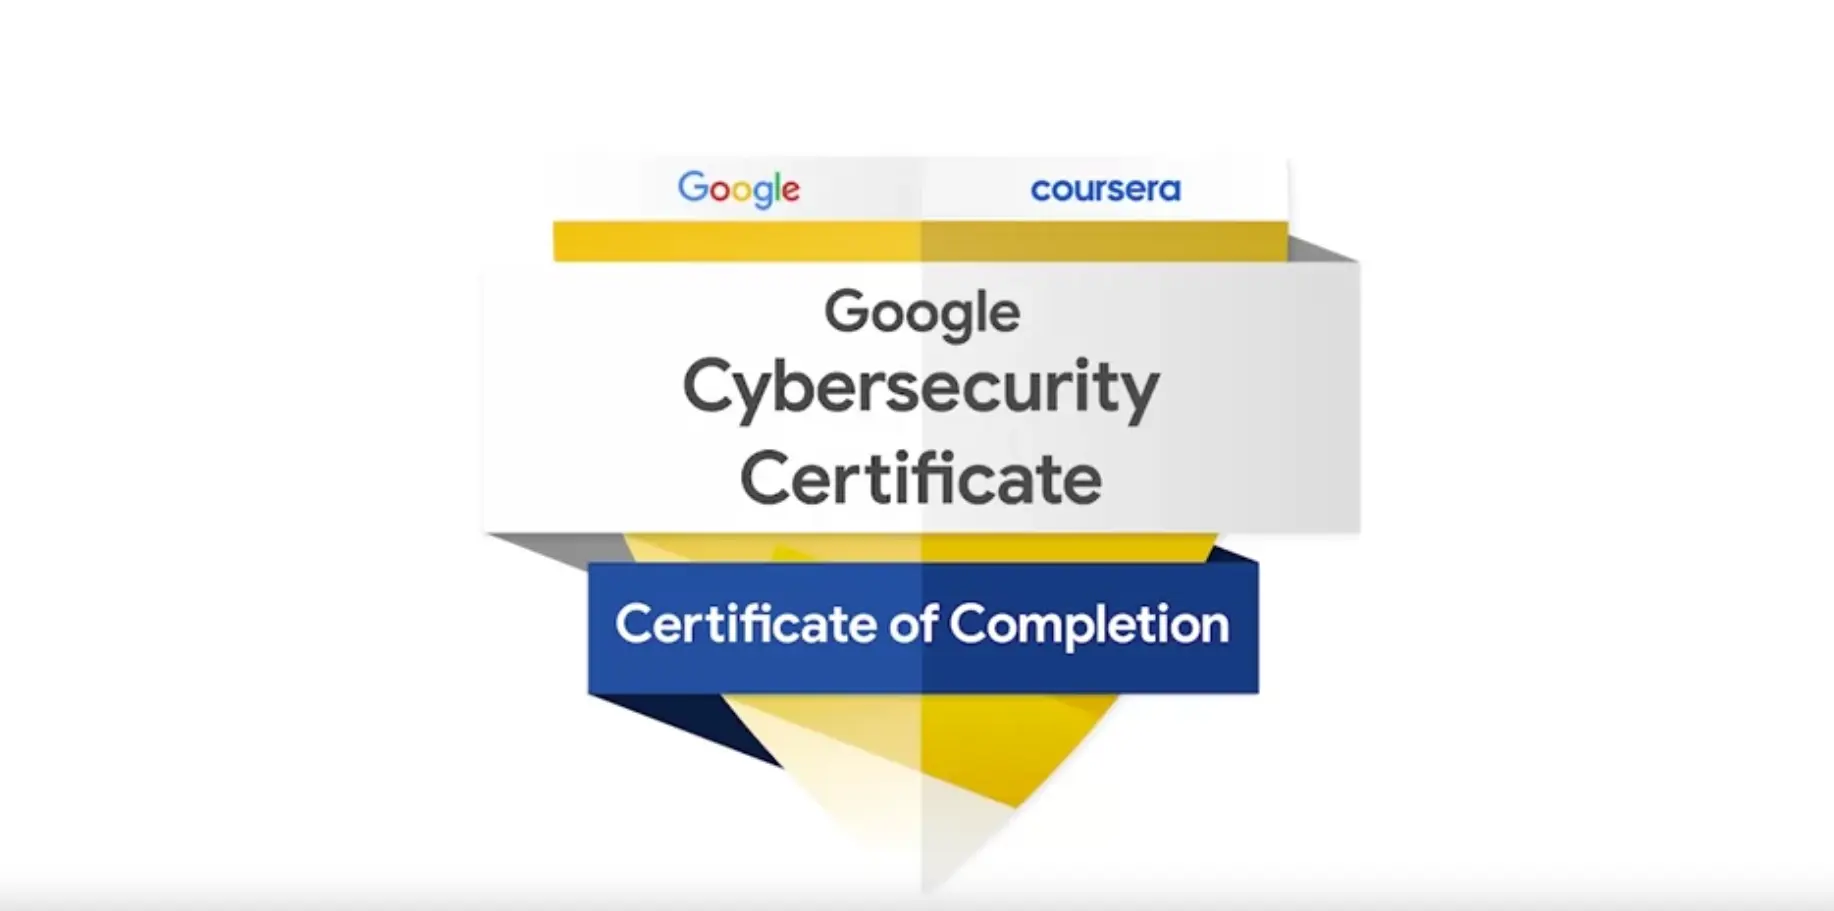 Google coursera
Google
Cybersecurity
Certificate
Certificate of Completion